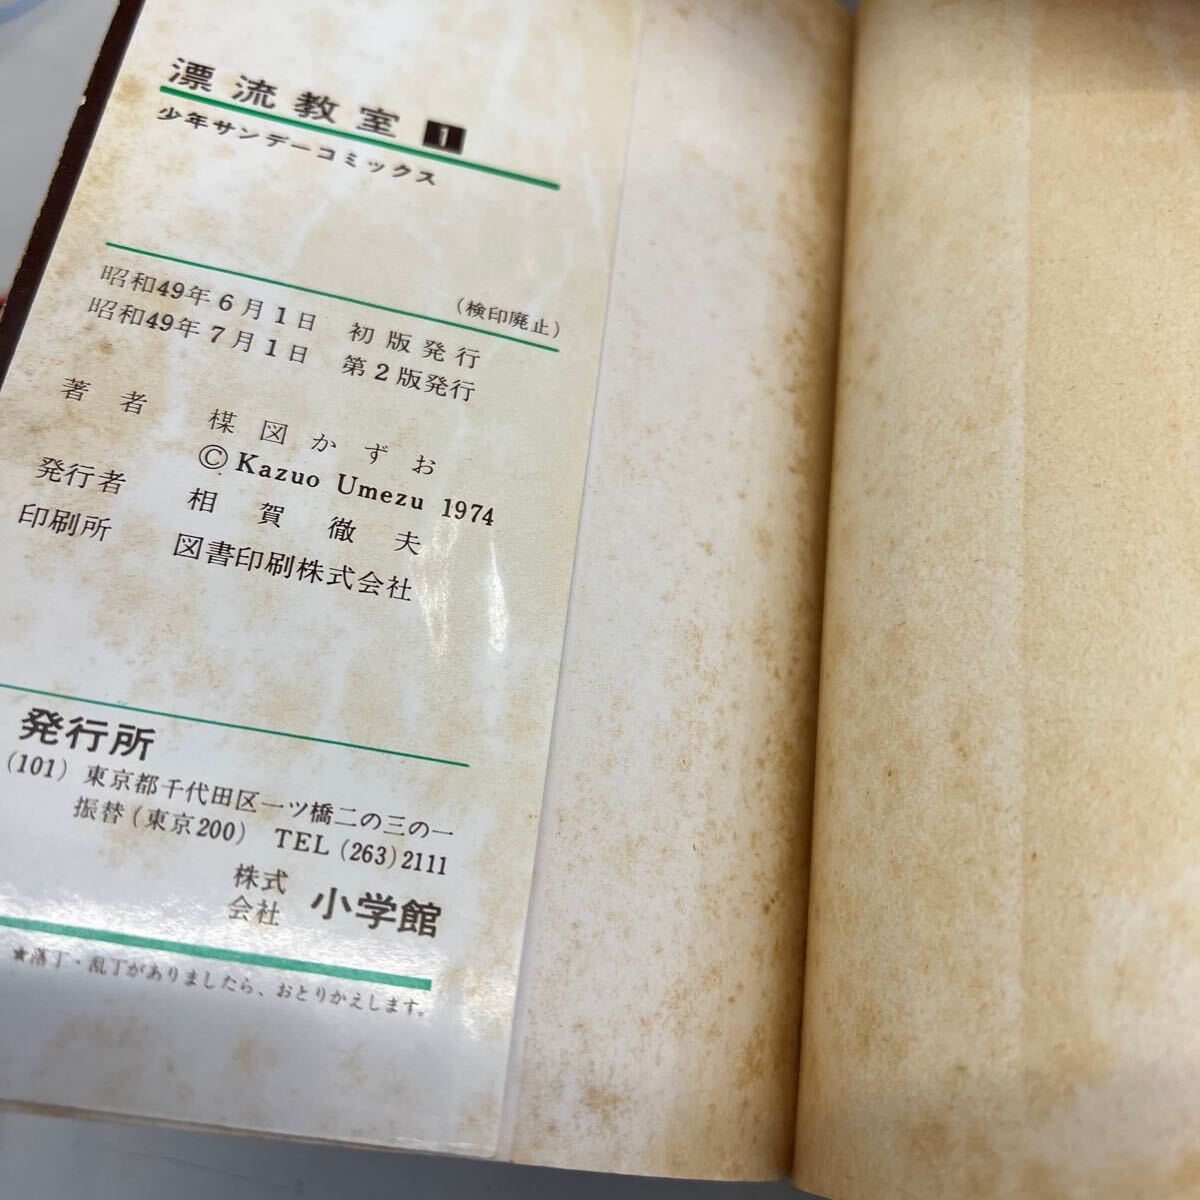 漂流教室 1
少年サンデーコミックス
(検印廃止)
昭和49年6月1日 初版発行
昭和49年7月1日 第2版発行
著者 楳図かずお
© Kazuo Umezu 1974
発行者 相賀徹夫
印刷所 図書印刷株式会社
発行所
(101) 東京都千代田区一ツ橋二の三の一
振替(東京200) TEL (263) 2111
株式会社 小学館
★落丁・乱丁がありましたら、おとりかえします。